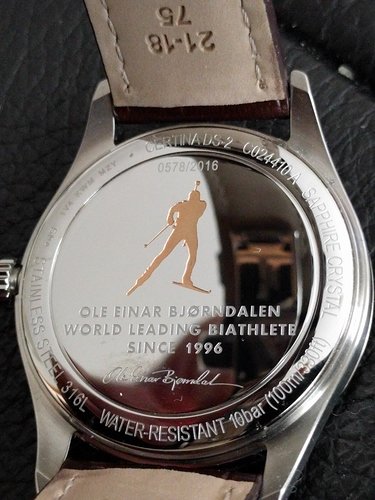 21-18
75
CERTINA DS-2 C024410 A SAPPHIRE CRYSTAL
0578/2016
OLE EINAR BJØRNDALEN
WORLD LEADING BIATHLETE
SINCE 1996
Ole Einar Bjørndalen
STAINLESS STEEL 316L WATER-RESISTANT 10bar (100m/330ft)